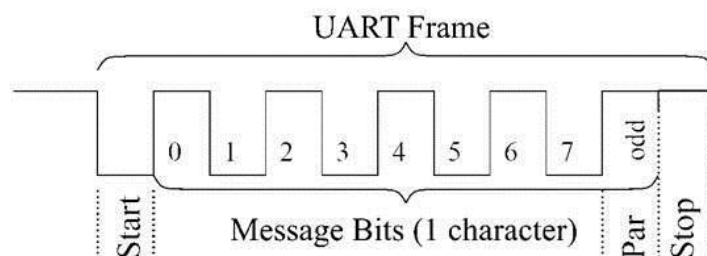 UART Frame
0 1 2 3 4 5 6 7 odd
Start
Message Bits (1 character)
Par
Stop